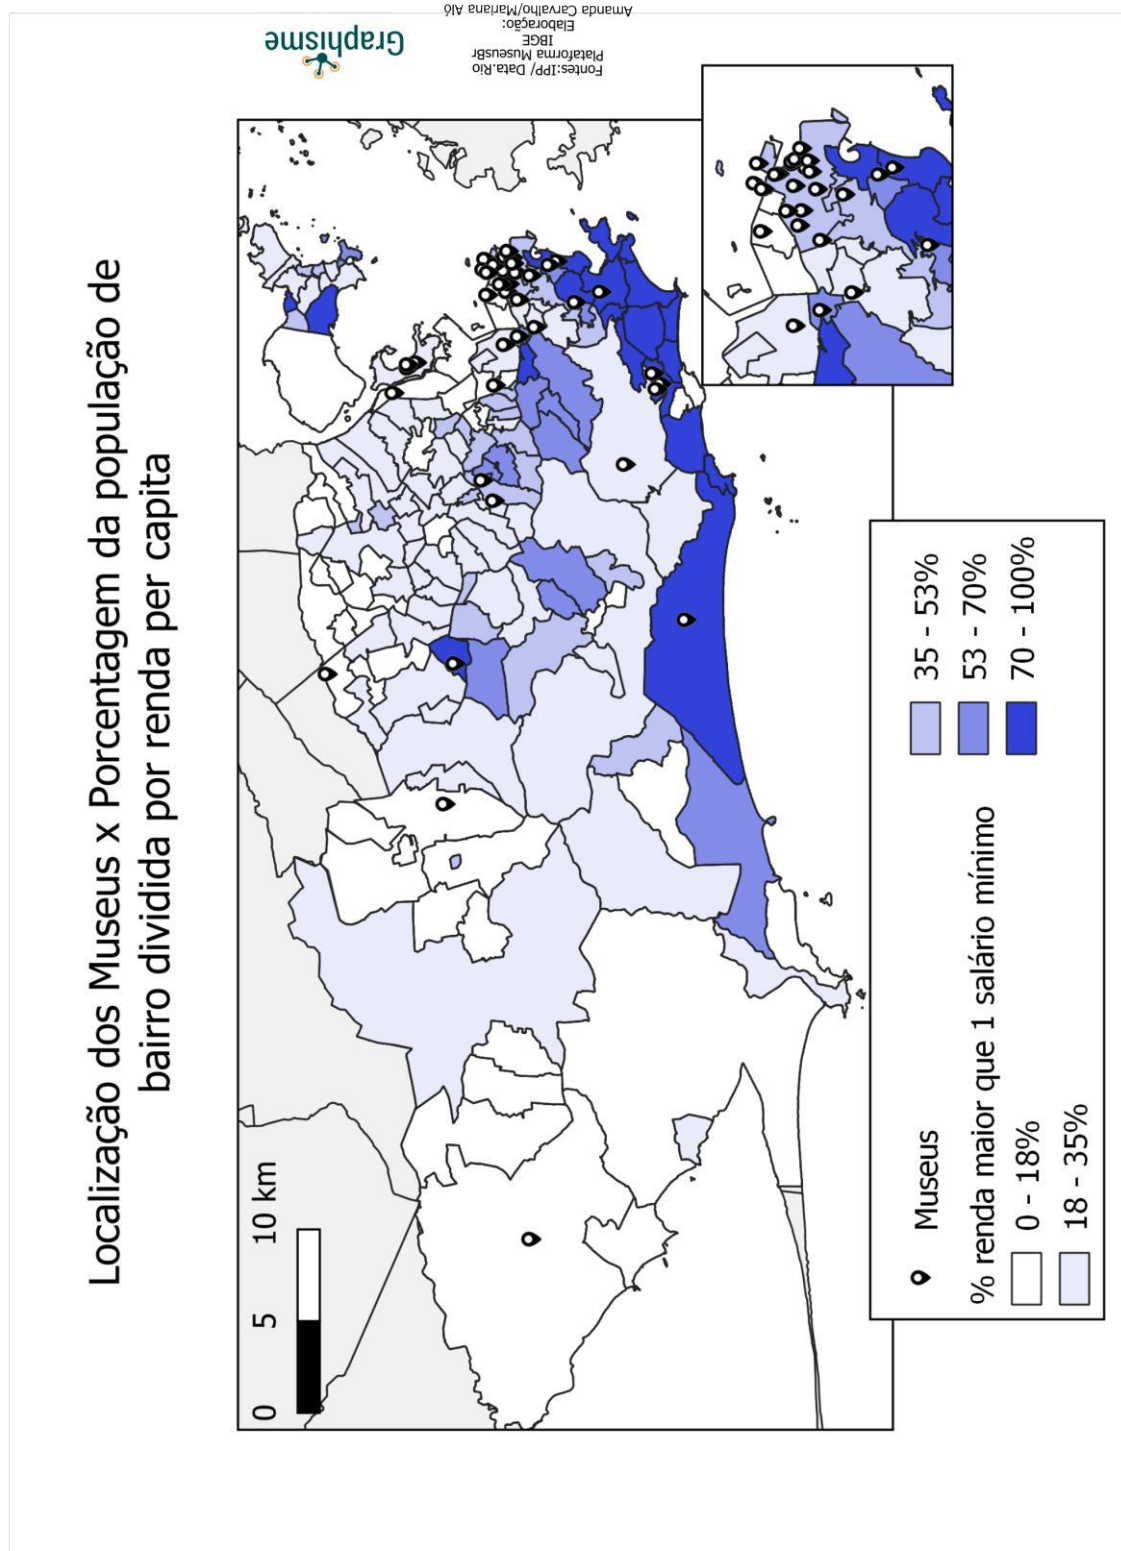 Localização dos Museus x Porcentagem da população de
bairro dividida por renda per capita
0 5 10 km
Museus
% renda maior que 1 salário mínimo
0 - 18%
18 - 35%
35 - 53%
53 - 70%
70 - 100%
Graphisme
Fontes:IPP/ Data.Rio
Plataforma MuseusBr
IBGE
Elaboração:
Amanda Carvalho/Mariana Aló